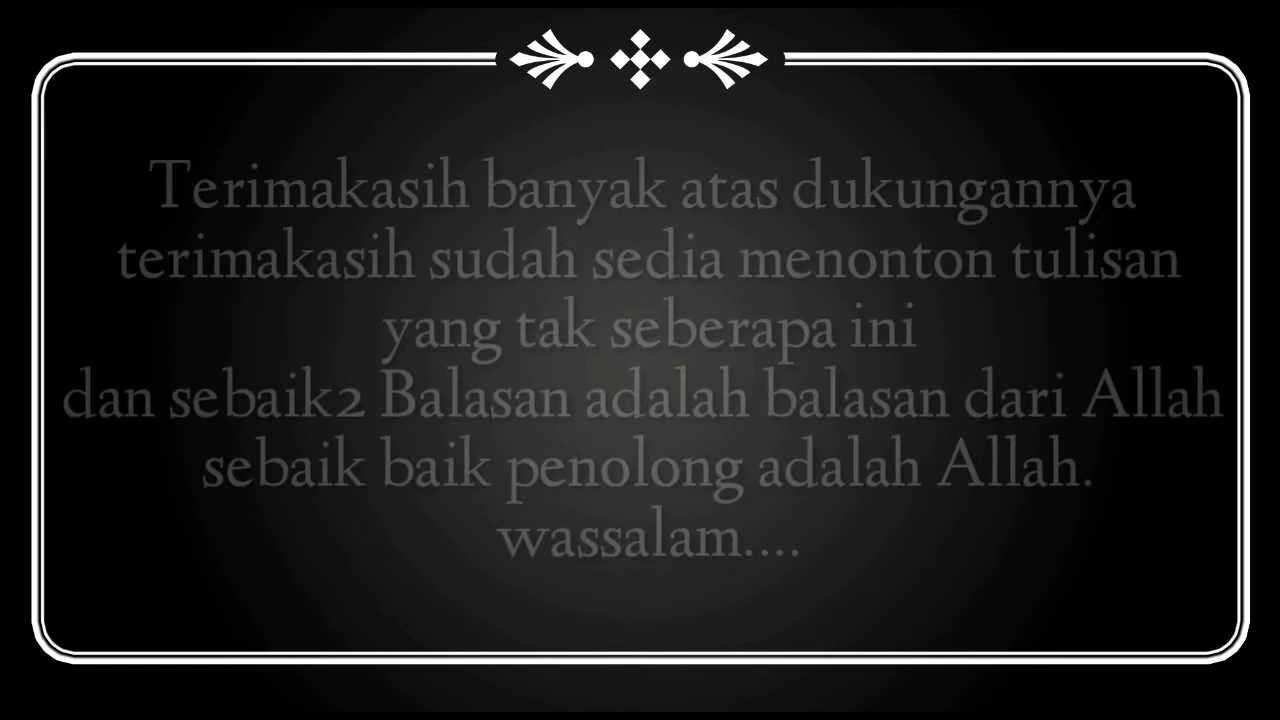 Terimakasih banyak atas dukungannya
terimakasih sudah sedia menonton tulisan
yang tak seberapa ini
dan sebaik2 Balasan adalah balasan dari Allah
sebaik baik penolong adalah Allah.
wassalam....